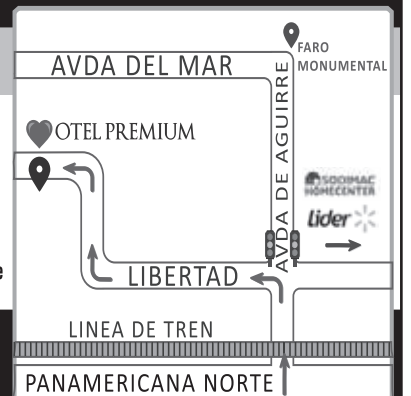 FARO
MONUMENTAL
AVDA DEL MAR
OTEL PREMIUM
AVDA DE AGUIRRE
SODIMAC
HOMECENTER
lider
LIBERTAD
LINEA DE TREN
PANAMERICANA NORTE
e